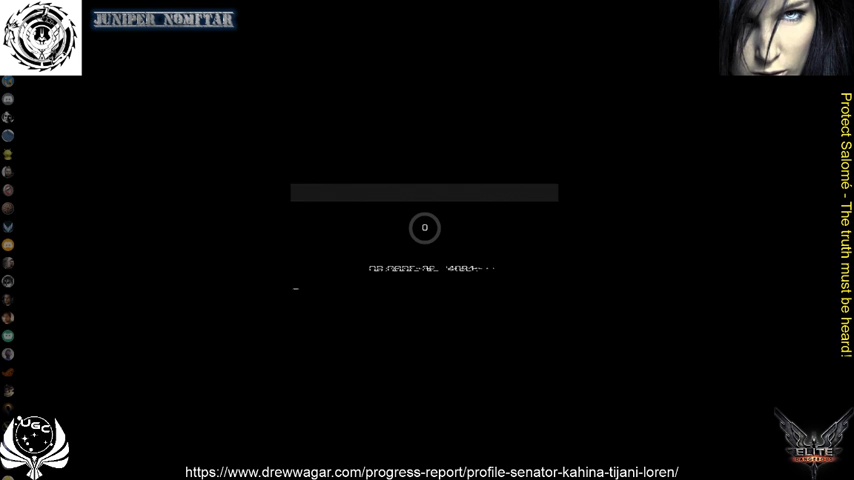 JUNIPER NOMFTAR
Protect Salomé - The truth must be heard!
0
UGC
ELITE
DANGEROUS
https://www.drewwagar.com/progress-report/profile-senator-kahina-tijani-loren/